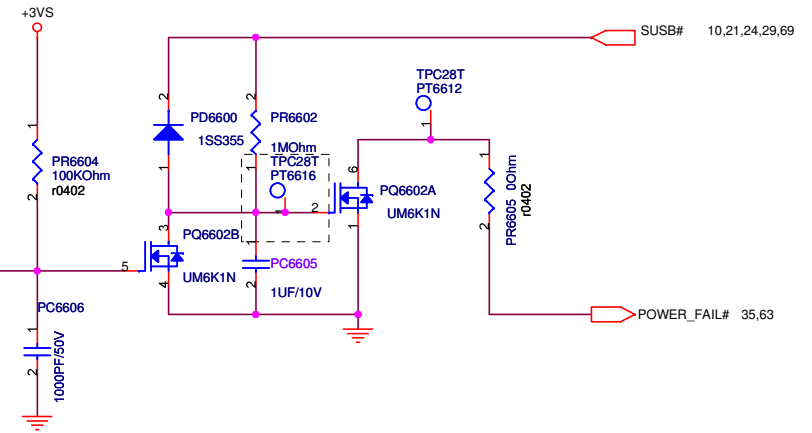 +3VS
SUSB# 10,21,24,29,69
TPC28T
PT6612
1
2
PD6600
1SS355
1
2
PR6602
1MOhm
1
TPC28T
PT6616
1
1
PR6604
100KOhm
r0402
2
6
PQ6602A
UM6K1N
2
1
1
PR6605 0Ohm
r0402
2
3
PQ6602B
UM6K1N
5
4
1
PC6605
1UF/10V
2
PC6606
1
1000PF/50V
2
POWER_FAIL# 35,63